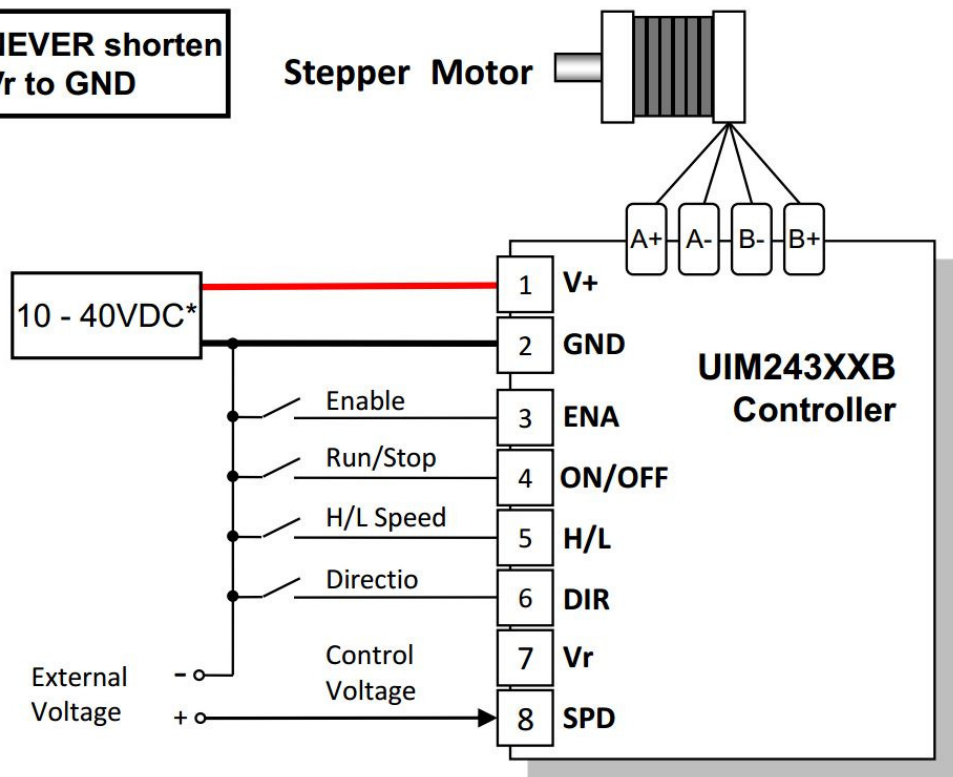 NEVER shorten
Vr to GND
Stepper Motor
A+ A- B- B+
10 - 40VDC*
1 V+
2 GND
UIM243XXB
Controller
Enable
3 ENA
Run/Stop
4 ON/OFF
H/L Speed
5 H/L
Directio
6 DIR
7 Vr
External
Voltage
-
+
Control
Voltage
8 SPD